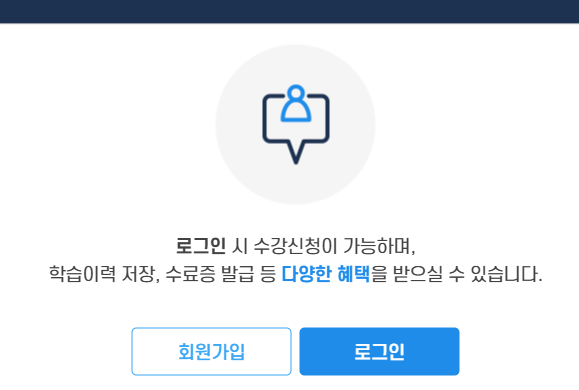 로그인 시 수강신청이 가능하며,
학습이력 저장, 수료증 발급 등 다양한 혜택을 받으실 수 있습니다.
회원가입
로그인